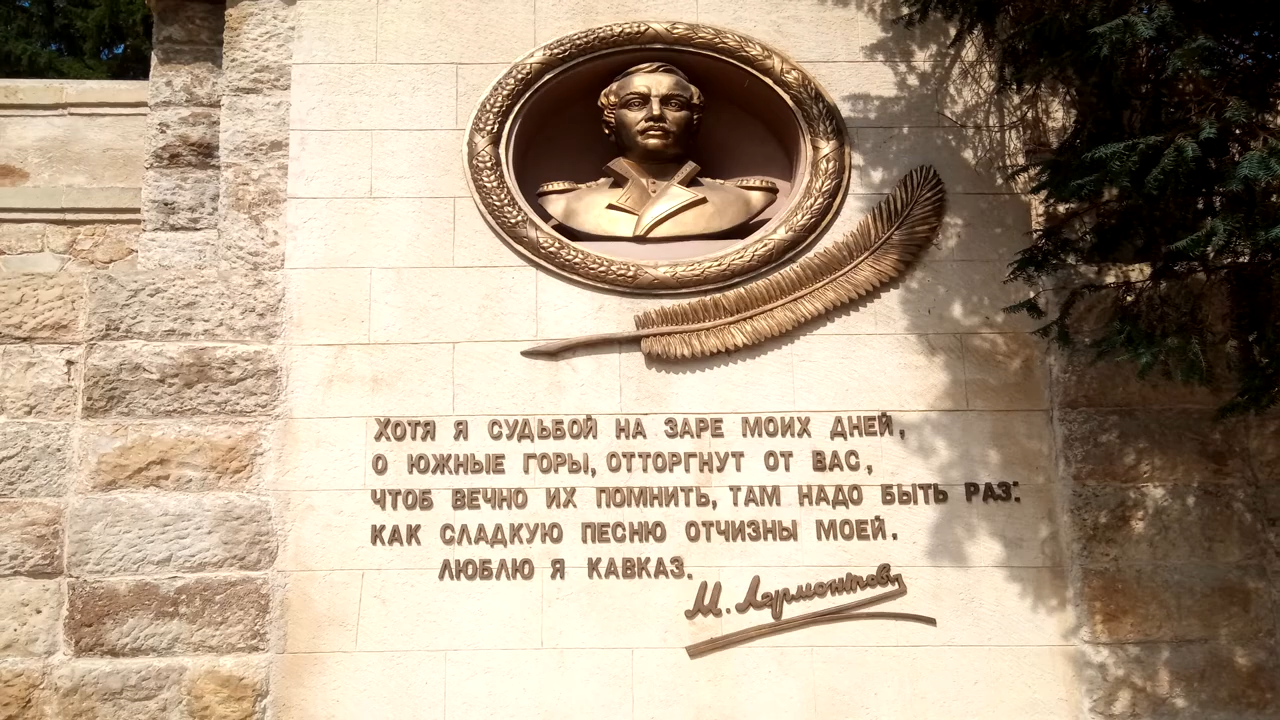 ХОТЯ Я СУДЬБОЙ НА ЗАРЕ МОИХ ДНЕЙ,
О ЮЖНЫЕ ГОРЫ, ОТТОРГНУТ ОТ ВАС,
ЧТОБ ВЕЧНО ИХ ПОМНИТЬ, ТАМ НАДО БЫТЬ РАЗ:
КАК СЛАДКУЮ ПЕСНЮ ОТЧИЗНЫ МОЕЙ.
ЛЮБЛЮ Я КАВКАЗ.
М. Лермонтов